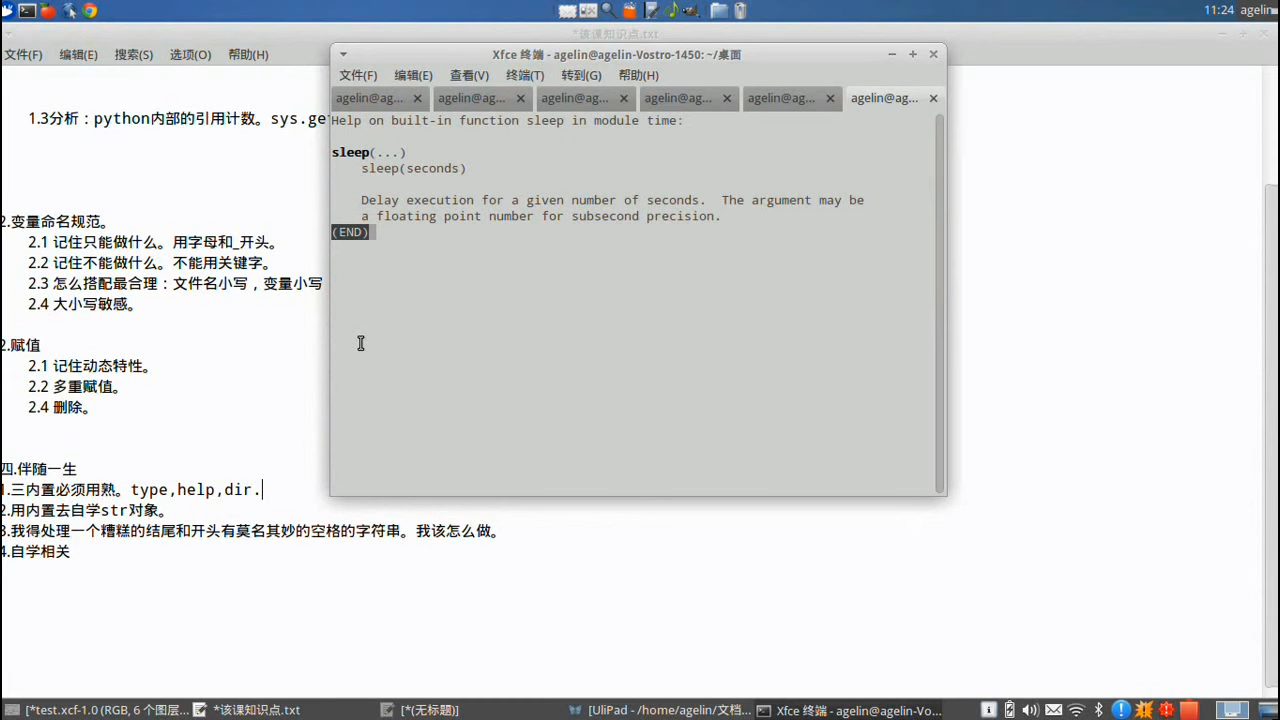 11:24 agelin
*该课知识点.txt
文件(F) 编辑(E) 搜索(S) 选项(O) 帮助(H)
1.3分析：python内部的引用计数。sys.ge
2.变量命名规范。
2.1 记住只能做什么。用字母和_开头。
2.2 记住不能做什么。不能用关键字。
2.3 怎么搭配最合理：文件名小写，变量小写
2.4 大小写敏感。
2.赋值
2.1 记住动态特性。
2.2 多重赋值。
2.4 删除。
四.伴随一生
1.三内置必须用熟。type,help,dir.
2.用内置去自学str对象。
3.我得处理一个糟糕的结尾和开头有莫名其妙的空格的字符串。我该怎么做。
4.自学相关
Xfce 终端 - agelin@agelin-Vostro-1450: ~/桌面
文件(F) 编辑(E) 查看(V) 终端(T) 转到(G) 帮助(H)
agelin@ag... agelin@ag... agelin@ag... agelin@ag... agelin@ag... agelin@ag...
Help on built-in function sleep in module time:
sleep(...)
sleep(seconds)
Delay execution for a given number of seconds.  The argument may be
a floating point number for subsecond precision.
(END)
[*test.xcf-1.0 (RGB, 6 个图层... *该课知识点.txt [*(无标题)] [UliPad - /home/agelin/文档... Xfce 终端 - agelin@agelin-Vo...